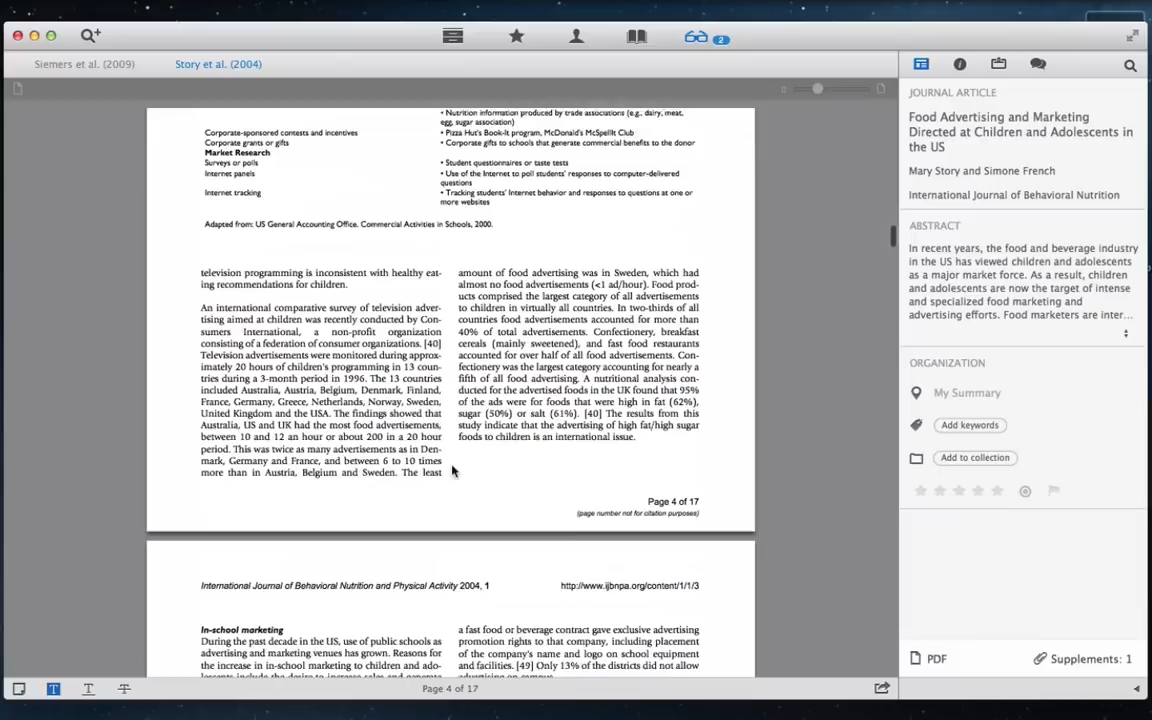 2
Siemers et al. (2009)
Story et al. (2004)
• Nutrition information produced by trade associations (e.g., dairy, meat,
egg, sugar association)
Corporate-sponsored contests and incentives
• Pizza Hut's Book-It program, McDonald's McSpellIt Club
Corporate grants or gifts
• Corporate gifts to schools that generate commercial benefits to the donor
Market Research
Surveys or polls
• Student questionnaires or taste tests
Internet panels
• Use of the Internet to poll students' responses to computer-delivered
questions
Internet tracking
• Tracking students' Internet behavior and responses to questions at one or
more websites
Adapted from: US General Accounting Office. Commercial Activities in Schools, 2000.
television programming is inconsistent with healthy eat-
ing recommendations for children.
An international comparative survey of television adver-
tising aimed at children was recently conducted by Con-
sumers International, a non-profit organization
consisting of a federation of consumer organizations. [40]
Television advertisements were monitored during approx-
imately 20 hours of children's programming in 13 coun-
tries during a 3-month period in 1996. The 13 countries
included Australia, Austria, Belgium, Denmark, Finland,
France, Germany, Greece, Netherlands, Norway, Sweden,
United Kingdom and the USA. The findings showed that
Australia, US and UK had the most food advertisements,
between 10 and 12 an hour or about 200 in a 20 hour
period. This was twice as many advertisements as in Den-
mark, Germany and France, and between 6 to 10 times
more than in Austria, Belgium and Sweden. The least
amount of food advertising was in Sweden, which had
almost no food advertisements (<1 ad/hour). Food prod-
ucts comprised the largest category of all advertisements
to children in virtually all countries. In two-thirds of all
countries food advertisements accounted for more than
40% of total advertisements. Confectionery, breakfast
cereals (mainly sweetened), and fast food restaurants
accounted for over half of all food advertisements. Con-
fectionery was the largest category accounting for nearly a
fifth of all food advertising. A nutritional analysis con-
ducted for the advertised foods in the UK found that 95%
of the ads were for foods that were high in fat (62%),
sugar (50%) or salt (61%). [40] The results from this
study indicate that the advertising of high fat/high sugar
foods to children is an international issue.
Page 4 of 17
(page number not for citation purposes)
International Journal of Behavioral Nutrition and Physical Activity 2004, 1
http://www.ijbnpa.org/content/1/1/3
In-school marketing
During the past decade in the US, use of public schools as
advertising and marketing venues has grown. Reasons for
the increase in in-school marketing to children and ado-
lescents include the desire to increase sales and generate
a fast food or beverage contract gave exclusive advertising
promotion rights to that company, including placement
of the company's name and logo on school equipment
and facilities. [49] Only 13% of the districts did not allow
advertising on campus.
Page 4 of 17
JOURNAL ARTICLE
Food Advertising and Marketing
Directed at Children and Adolescents in
the US
Mary Story and Simone French
International Journal of Behavioral Nutrition
ABSTRACT
In recent years, the food and beverage industry
in the US has viewed children and adolescents
as a major market force. As a result, children
and adolescents are now the target of intense
and specialized food marketing and
advertising efforts. Food marketers are inter...
ORGANIZATION
My Summary
Add keywords
Add to collection
PDF
Supplements: 1